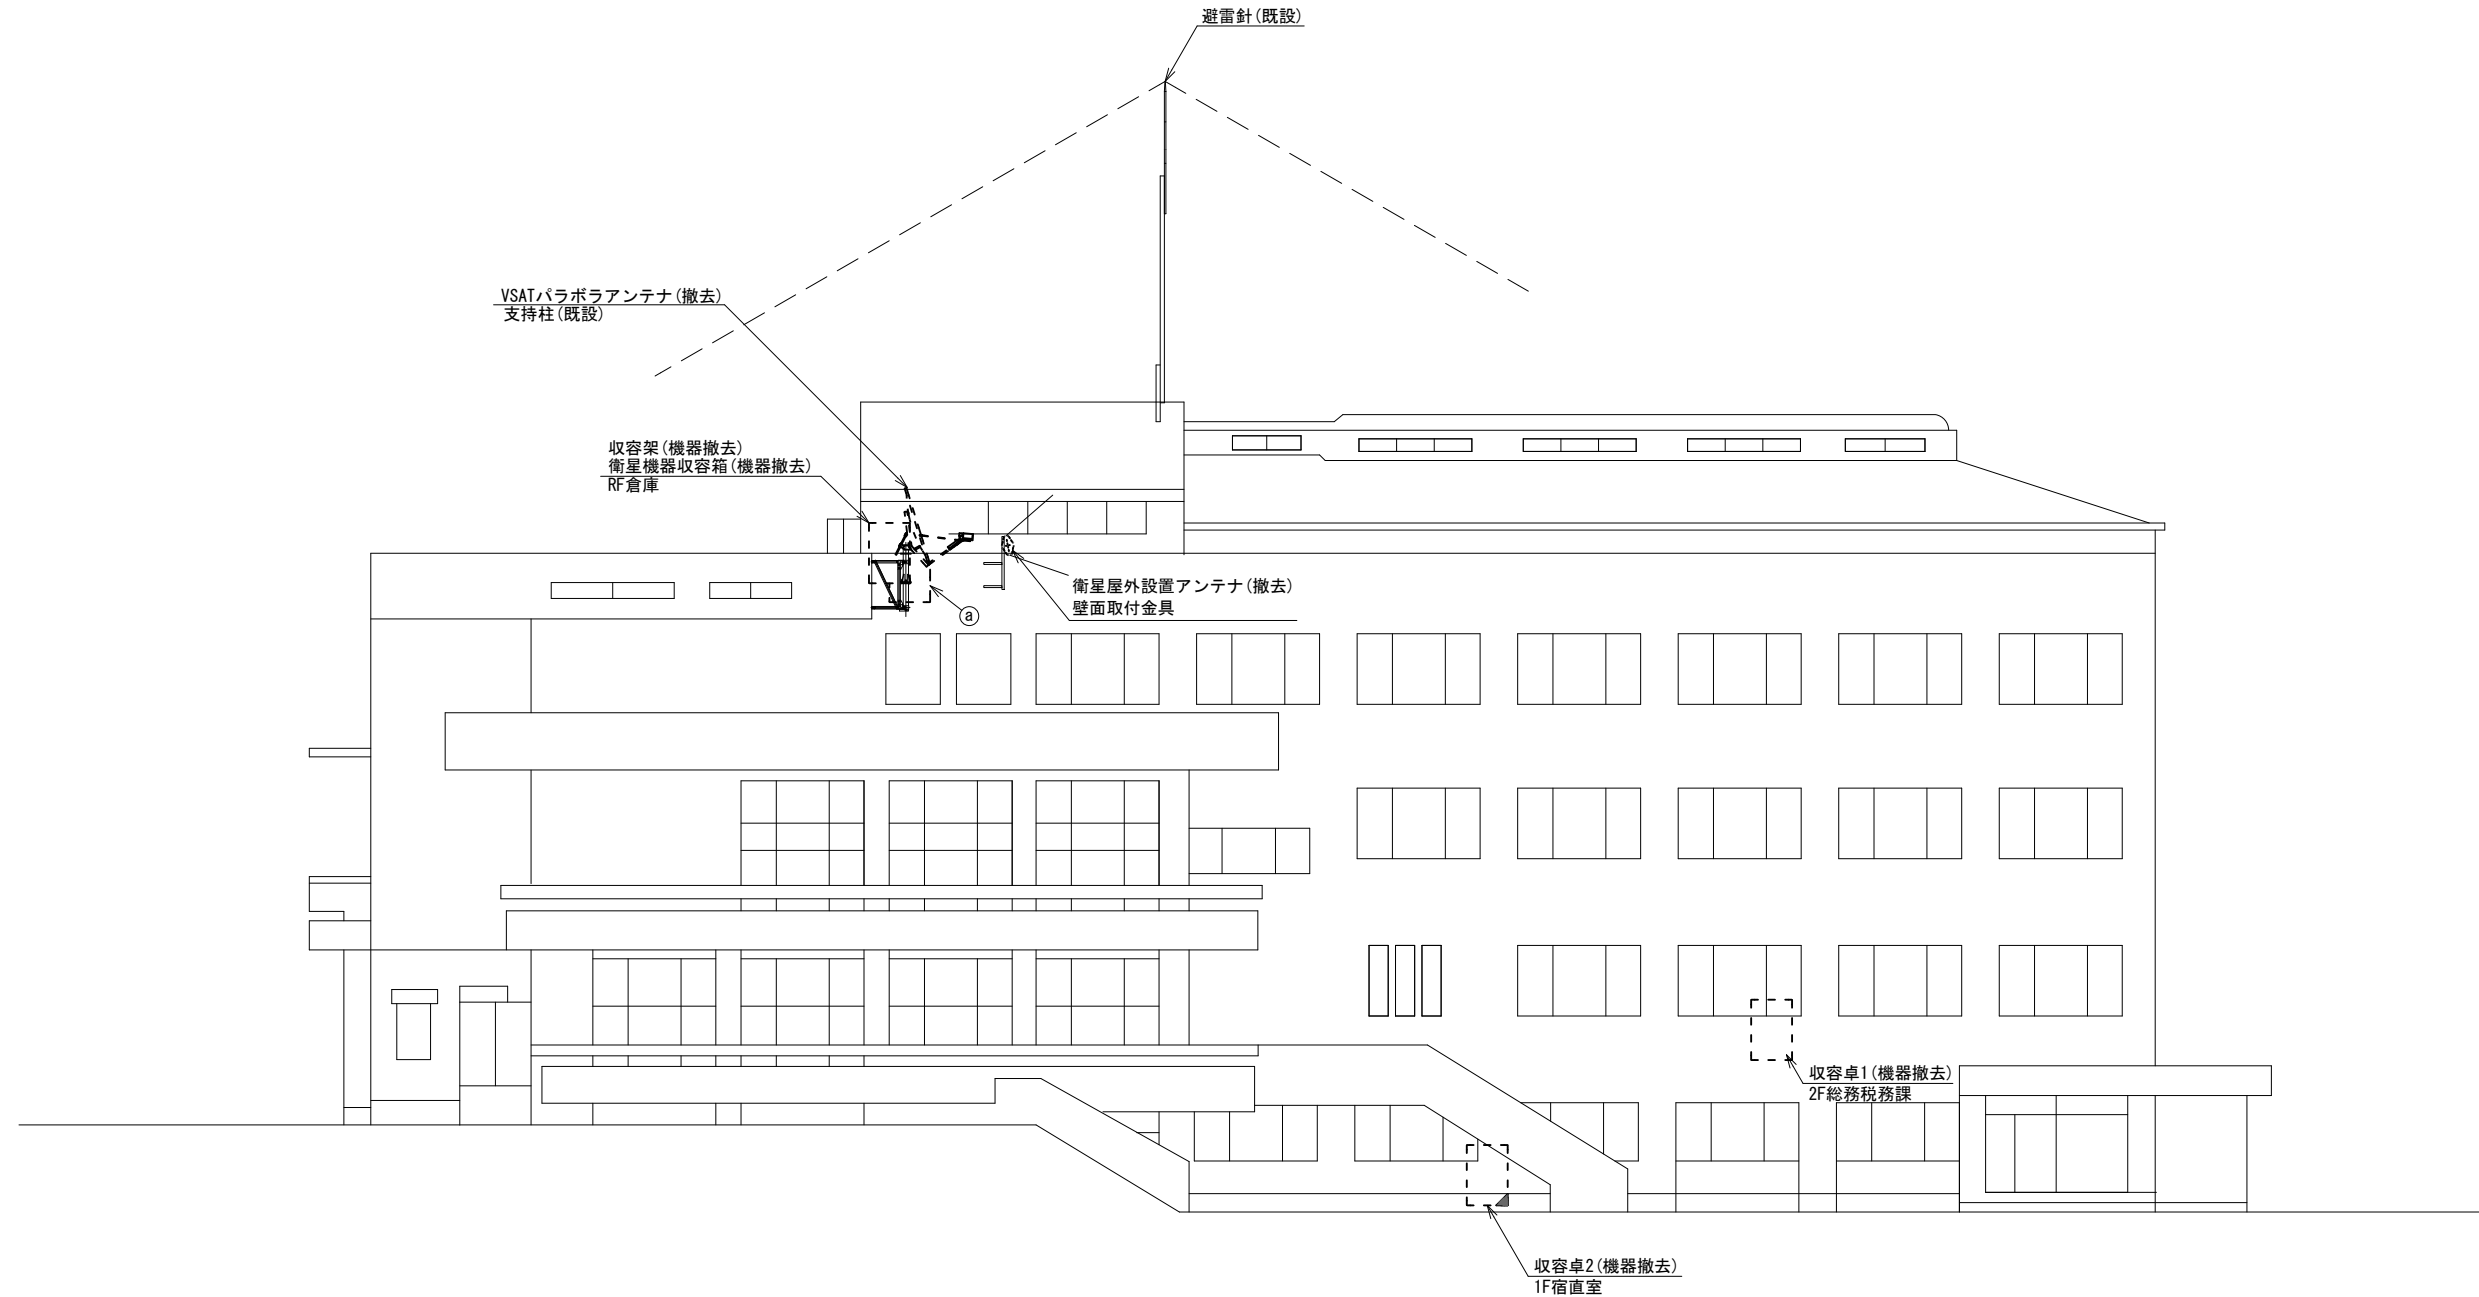 避雷針(既設)
VSATパラボラアンテナ(撤去)
支持柱(既設)
収容架(機器撤去)
衛星機器収容箱(機器撤去)
RF倉庫
衛星屋外設置アンテナ(撤去)
壁面取付金具
a
収容卓1(機器撤去)
2F総務税務課
収容卓2(機器撤去)
1F宿直室